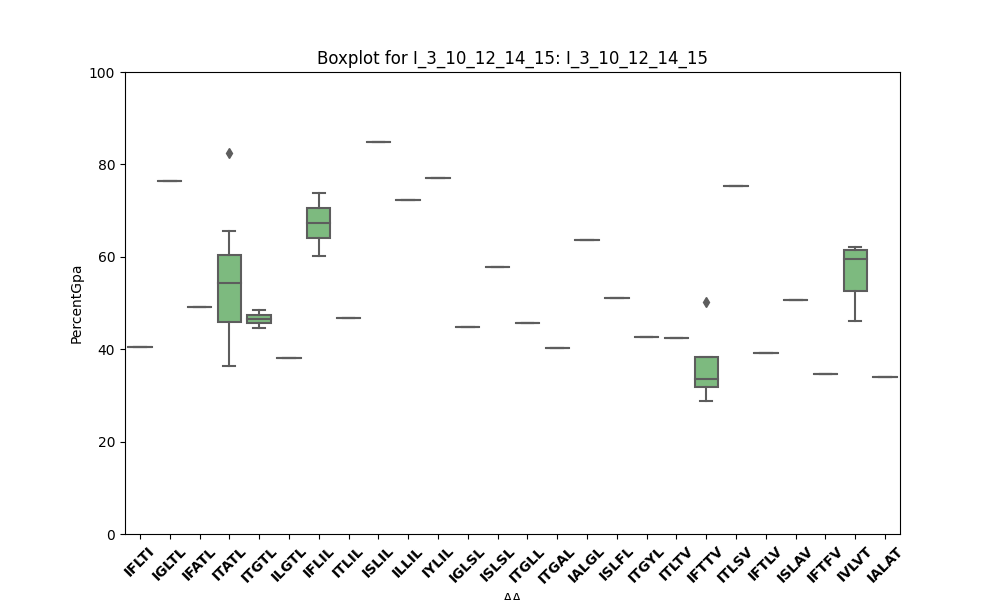 Boxplot for I_3_10_12_14_15: I_3_10_12_14_15
100
80
60
40
20
0
PercentGpa
IFLTI
IGLTL
IFATL
ITATL
ITGTL
ILGTL
IFLIL
ITLIL
ISLIL
ILLIL
IYLIL
IGLSL
ISLSL
ITGLL
ITGAL
IALGL
ISLFL
ITGYL
ITLTV
IFTTV
ITLSV
IFTLV
ISLAV
IFTFV
IVLVT
IALAT
AA